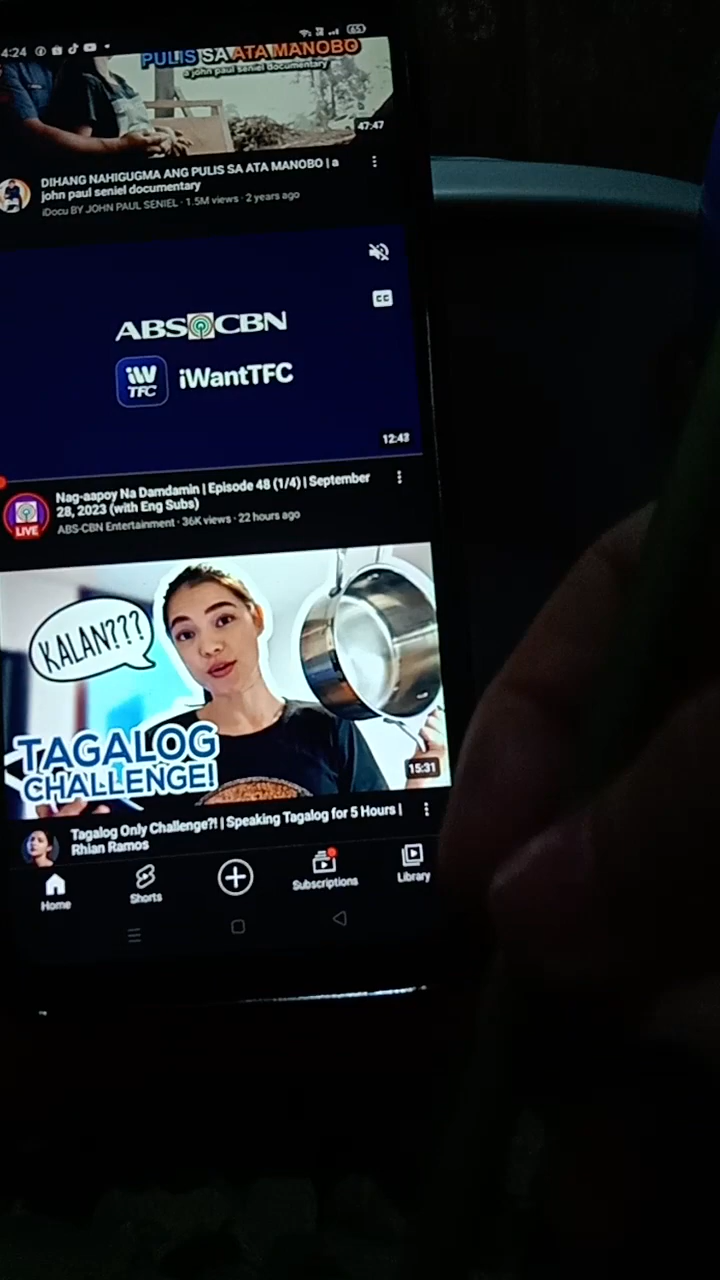 4:24
65
PULIS SA ATA MANOBO
a john paul seniel documentary
47:47
DIHANG NAHIGUGMA ANG PULIS SA ATA MANOBO | a
john paul seniel documentary
iDocu BY JOHN PAUL SENIEL · 1.5M views · 2 years ago
CC
ABS CBN
iW
TFC
iWantTFC
12:43
Nag-aapoy Na Damdamin | Episode 48 (1/4) | September
28, 2023 (with Eng Subs)
LIVE
ABS-CBN Entertainment · 36K views · 22 hours ago
KALAN???
TAGALOG
CHALLENGE!
15:31
Tagalog Only Challenge?! | Speaking Tagalog for 5 Hours |
Rhian Ramos
Home
Shorts
Subscriptions
Library